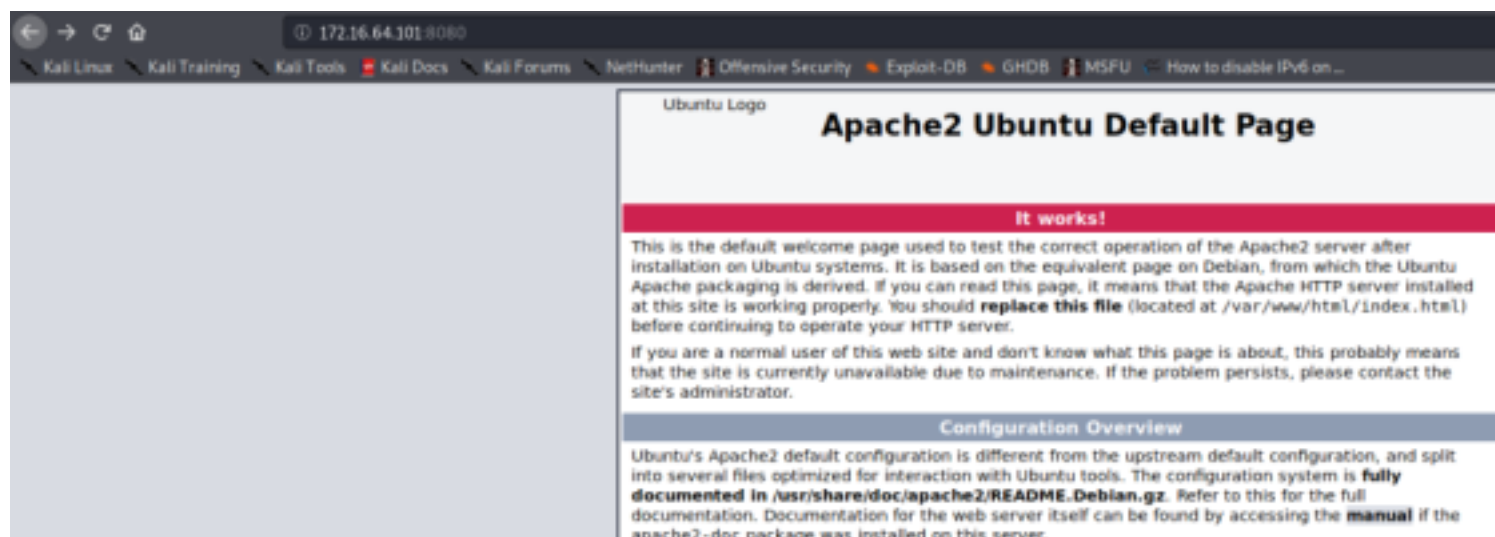 172.16.64.101:8080
Kali Linux Kali Training Kali Tools Kali Docs Kali Forums NetHunter Offensive Security Exploit-DB GHDB MSFU How to disable IPv6 on ...
Ubuntu Logo
Apache2 Ubuntu Default Page
It works!
This is the default welcome page used to test the correct operation of the Apache2 server after
installation on Ubuntu systems. It is based on the equivalent page on Debian, from which the Ubuntu
Apache packaging is derived. If you can read this page, it means that the Apache HTTP server installed
at this site is working properly. You should replace this file (located at /var/www/html/index.html)
before continuing to operate your HTTP server.
If you are a normal user of this web site and don't know what this page is about, this probably means
that the site is currently unavailable due to maintenance. If the problem persists, please contact the
site's administrator.
Configuration Overview
Ubuntu's Apache2 default configuration is different from the upstream default configuration, and split
into several files optimized for interaction with Ubuntu tools. The configuration system is fully
documented in /usr/share/doc/apache2/README.Debian.gz. Refer to this for the full
documentation. Documentation for the web server itself can be found by accessing the manual if the
apache2-doc package was installed on this server.